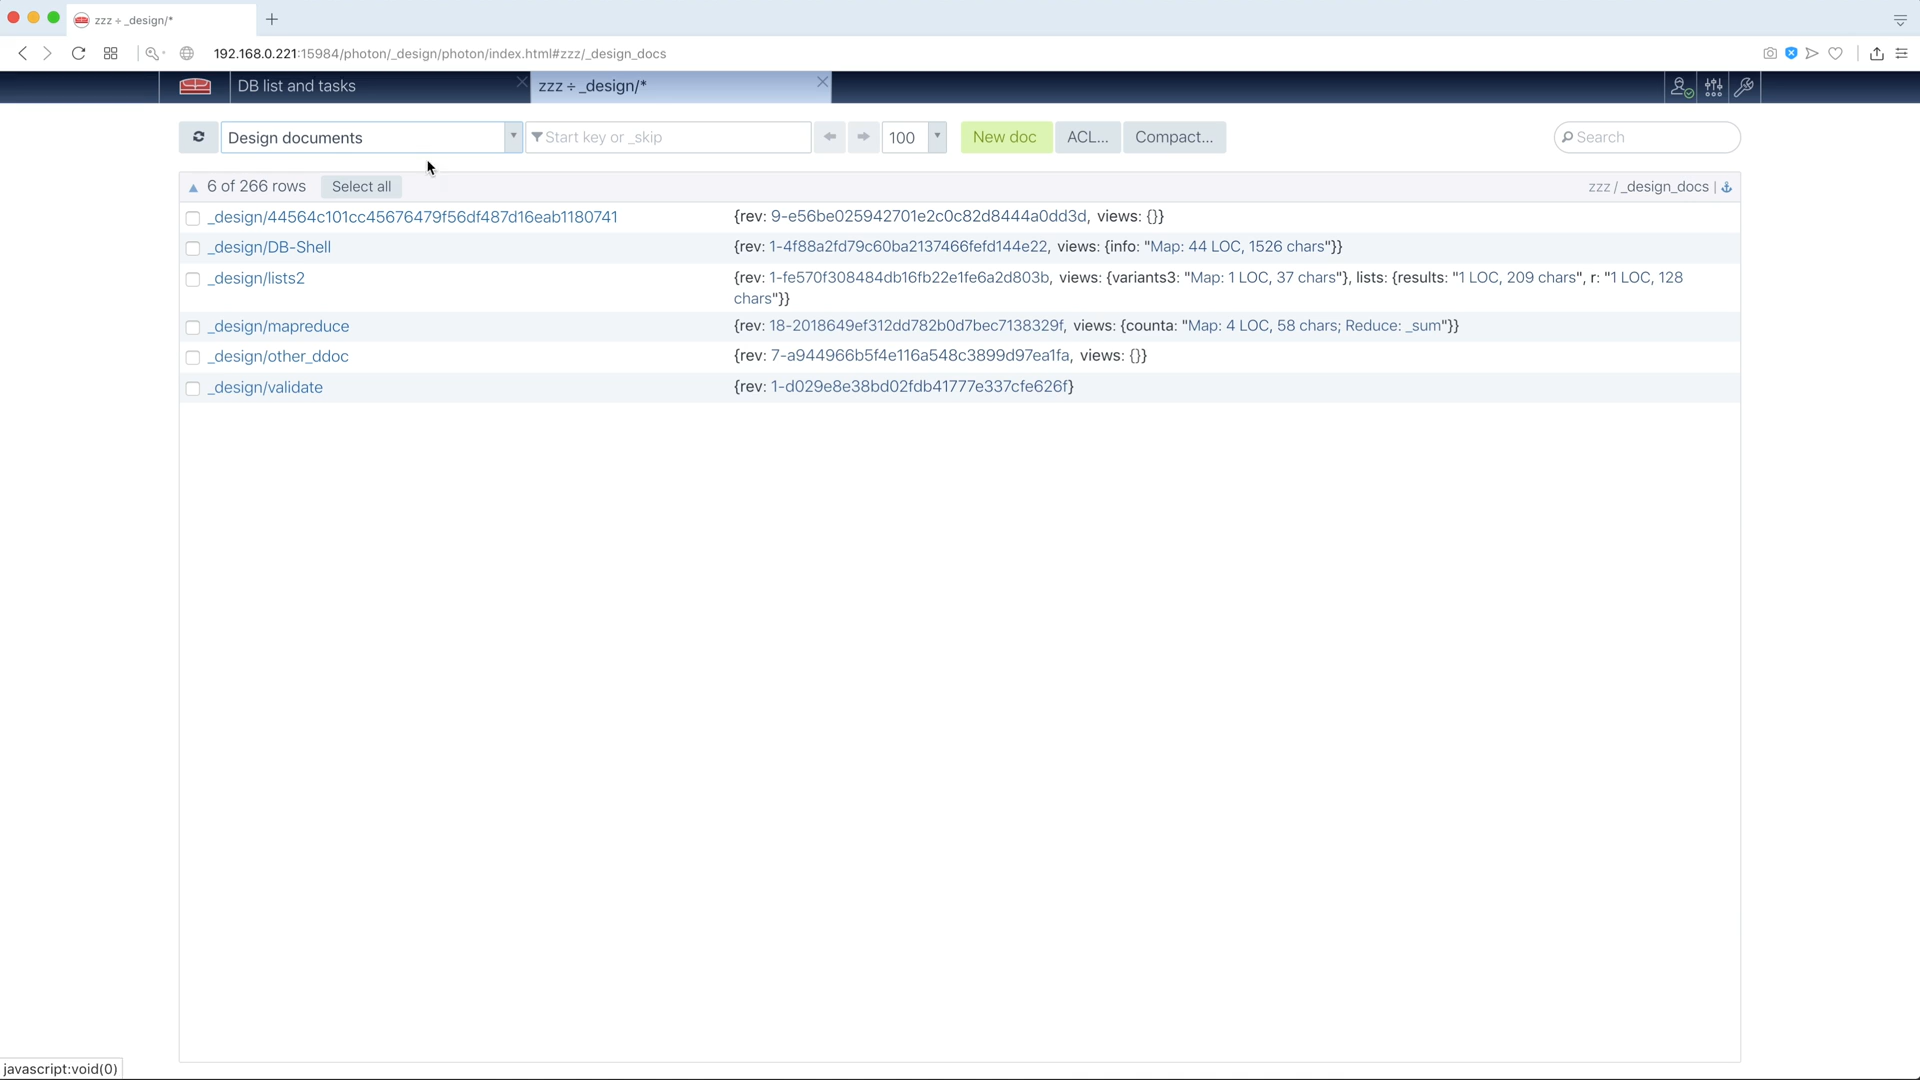 zzz ÷ _design/*
192.168.0.221:15984/photon/_design/photon/index.html#zzz/_design_docs
DB list and tasks
zzz ÷ _design/*
Design documents
Start key or _skip
100
New doc
ACL...
Compact...
Search
6 of 266 rows
Select all
zzz / _design_docs |
_design/44564c101cc45676479f56df487d16eab1180741 {rev: 9-e56be025942701e2c0c82d8444a0dd3d, views: {}}
_design/DB-Shell {rev: 1-4f88a2fd79c60ba2137466fefd144e22, views: {info: "Map: 44 LOC, 1526 chars"}}
_design/lists2 {rev: 1-fe570f308484db16fb22e1fe6a2d803b, views: {variants3: "Map: 1 LOC, 37 chars"}, lists: {results: "1 LOC, 209 chars", r: "1 LOC, 128
chars"}}
_design/mapreduce {rev: 18-2018649ef312dd782b0d7bec7138329f, views: {counta: "Map: 4 LOC, 58 chars; Reduce: _sum"}}
_design/other_ddoc {rev: 7-a944966b5f4e116a548c3899d97ea1fa, views: {}}
_design/validate {rev: 1-d029e8e38bd02fdb41777e337cfe626f}
javascript:void(0)